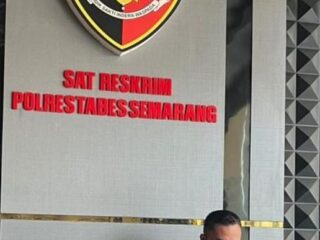 SAT RESKRIM
POLRESTABES SEMARANG